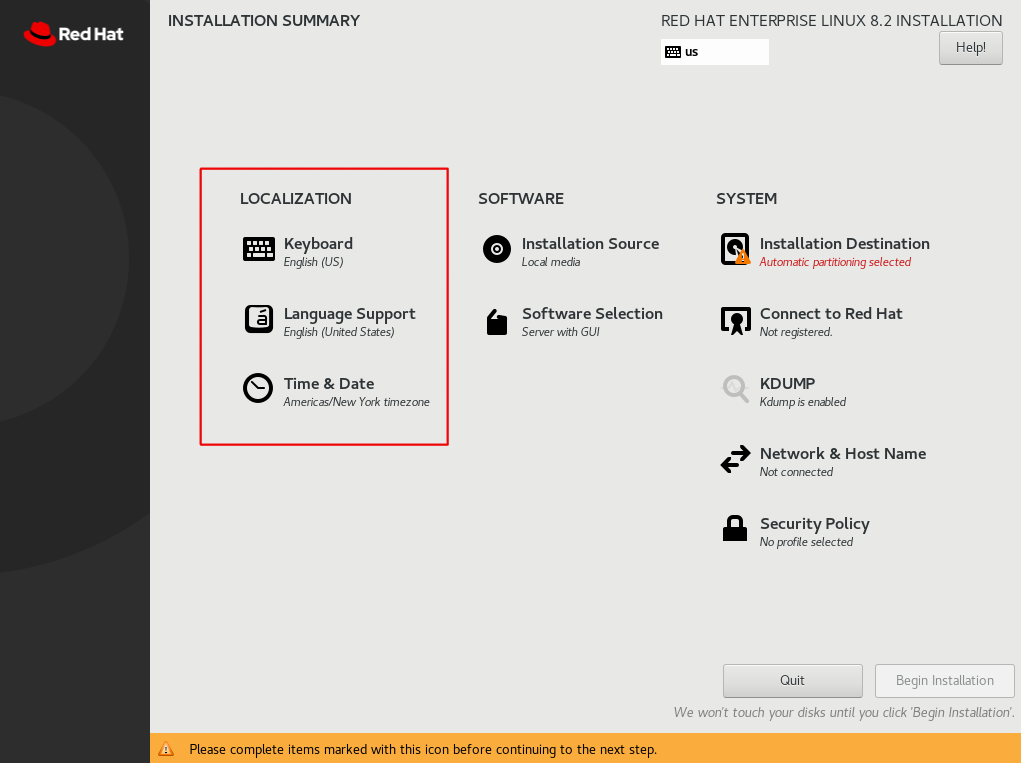 Red Hat
INSTALLATION SUMMARY
RED HAT ENTERPRISE LINUX 8.2 INSTALLATION
us
Help!
LOCALIZATION
Keyboard
English (US)
Language Support
English (United States)
Time & Date
Americas/New York timezone
SOFTWARE
Installation Source
Local media
Software Selection
Server with GUI
SYSTEM
Installation Destination
Automatic partitioning selected
Connect to Red Hat
Not registered.
KDUMP
Kdump is enabled
Network & Host Name
Not connected
Security Policy
No profile selected
Quit
Begin Installation
We won't touch your disks until you click 'Begin Installation'.
Please complete items marked with this icon before continuing to the next step.